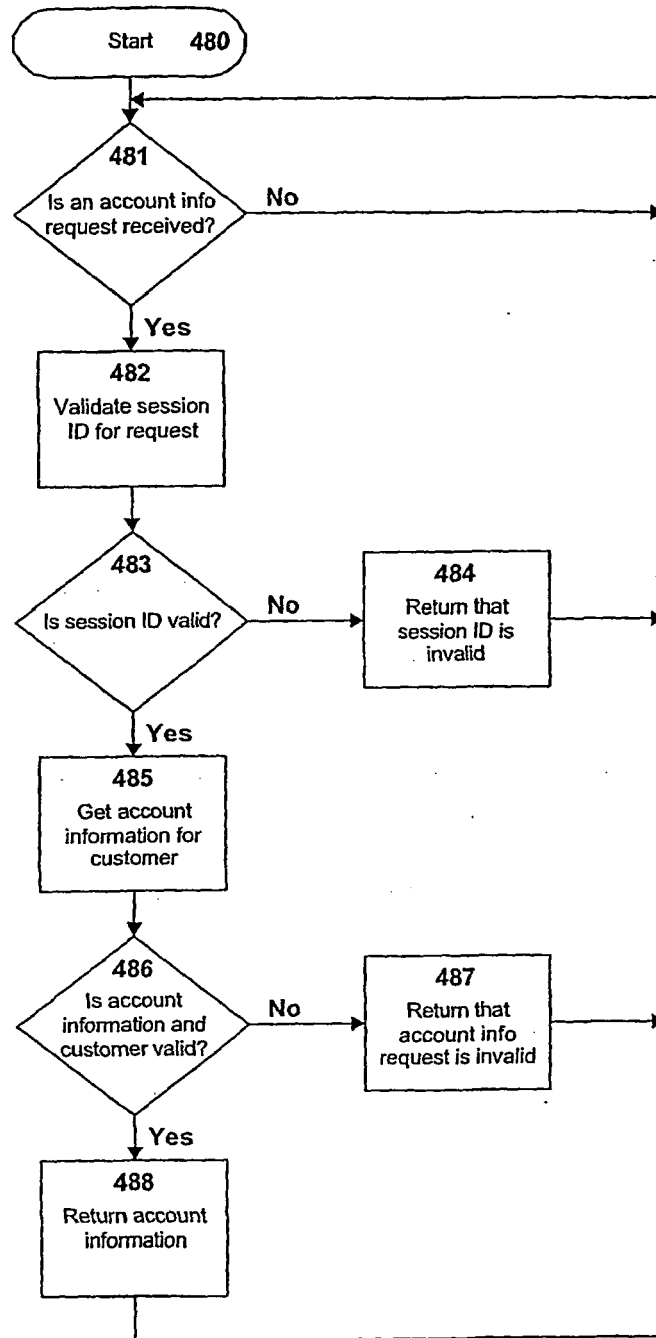 Start 480
481
Is an account info
request received?
No
Yes
482
Validate session
ID for request
483
Is session ID valid?
No
484
Return that
session ID is
invalid
Yes
485
Get account
information for
customer
486
Is account
information and
customer valid?
No
487
Return that
account info
request is invalid
Yes
488
Return account
information